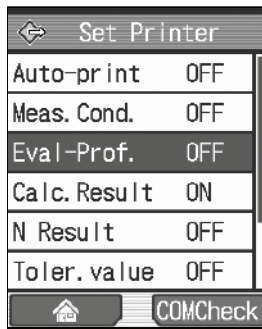 Set Printer
Auto-print OFF
Meas. Cond. OFF
Eval-Prof. OFF
Calc. Result ON
N Result OFF
Toler. value OFF
COMCheck